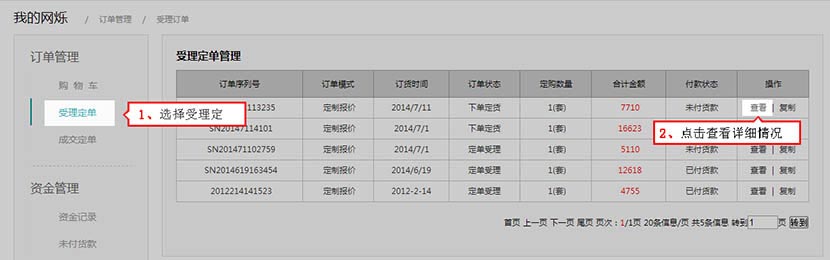 我的网烁 / 订单管理 / 受理订单
订单管理
购 物 车
受理定单
成交定单
资金管理
资金记录
未付货款
1、选择受理定
受理定单管理
订单序列号 订单模式 订货时间 订单状态 定购数量 合计金额 付款状态 操作
113235 定制报价 2014/7/11 下单定货 1(套) 7710 未付货款 查看 | 复制
SN20147114101 定制报价 2014/7/1 下单定货 1(套) 16623
2、点击查看详细情况
SN201471102759 定制报价 2014/7/1 定单受理 1(套) 5110 未付货款 查看 | 复制
SN2014619163454 定制报价 2014/6/19 定单受理 1(套) 12618 已付货款 查看 | 复制
2012214141523 定制报价 2012-2-14 定单受理 1(套) 4755 已付货款 查看 | 复制
首页 上一页 下一页 尾页 页次：1/1页 20条信息/页 共5条信息 转到 1 页 转到